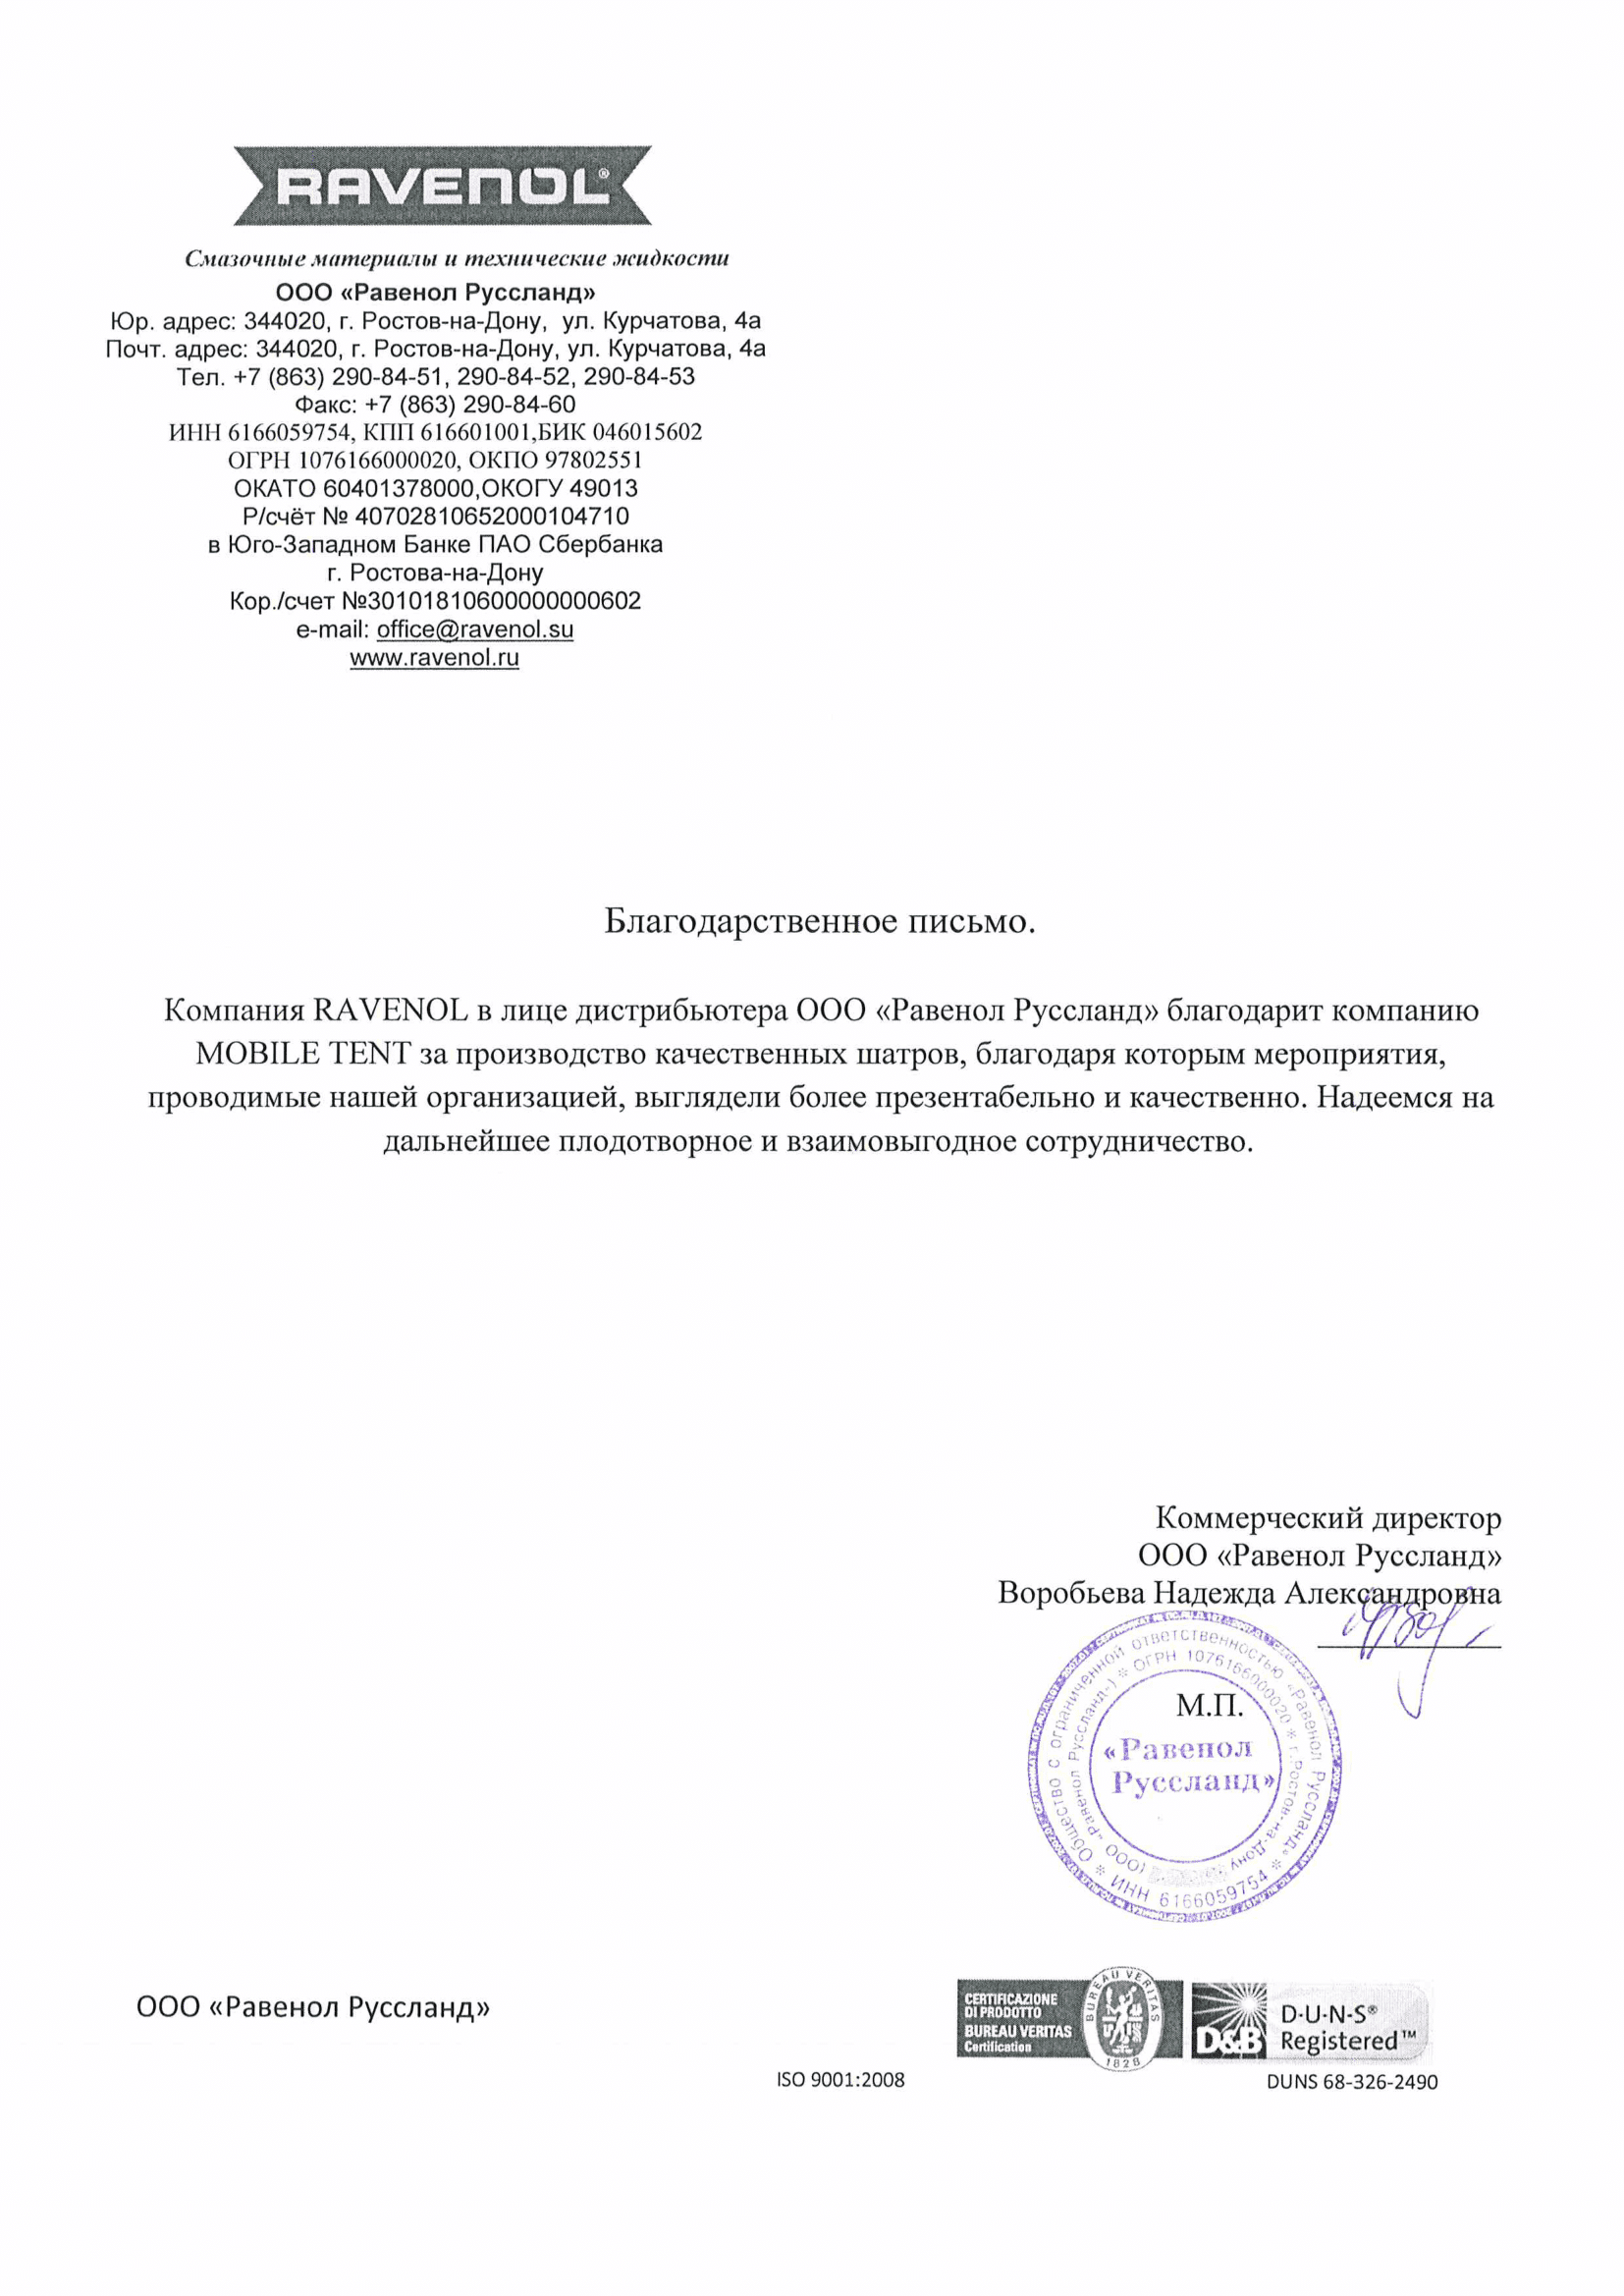 RAVENOL®
Смазочные материалы и технические жидкости
ООО «Равенол Руссланд»
Юр. адрес: 344020, г. Ростов-на-Дону, ул. Курчатова, 4а
Почт. адрес: 344020, г. Ростов-на-Дону, ул. Курчатова, 4а
Тел. +7 (863) 290-84-51, 290-84-52, 290-84-53
Факс: +7 (863) 290-84-60
ИНН 6166059754, КПП 616601001,БИК 046015602
ОГРН 1076166000020, ОКПО 97802551
ОКАТО 60401378000,ОКОГУ 49013
Р/счёт № 40702810652000104710
в Юго-Западном Банке ПАО Сбербанка
г. Ростова-на-Дону
Кор./счет №30101810600000000602
e-mail: office@ravenol.su
www.ravenol.ru
Благодарственное письмо.
Компания RAVENOL в лице дистрибьютера ООО «Равенол Руссланд» благодарит компанию
MOBILE TENT за производство качественных шатров, благодаря которым мероприятия,
проводимые нашей организацией, выглядели более презентабельно и качественно. Надеемся на
дальнейшее плодотворное и взаимовыгодное сотрудничество.
Коммерческий директор
ООО «Равенол Руссланд»
Воробьева Надежда Александровна
М.П.
Общество с ограниченной ответственностью «Равенол Руссланд» * ИНН 6166059754 *
(ООО «Равенол Руссланд») * ОГРН 1076166000020 * г.Ростов-на-Дону
«Равенол
Руссланд»
ООО «Равенол Руссланд»
CERTIFICAZIONE
DI PRODOTTO
BUREAU VERITAS
Certification
BUREAU VERITAS
1828
D&B
D·U·N·S®
Registered™
ISO 9001:2008
DUNS 68-326-2490